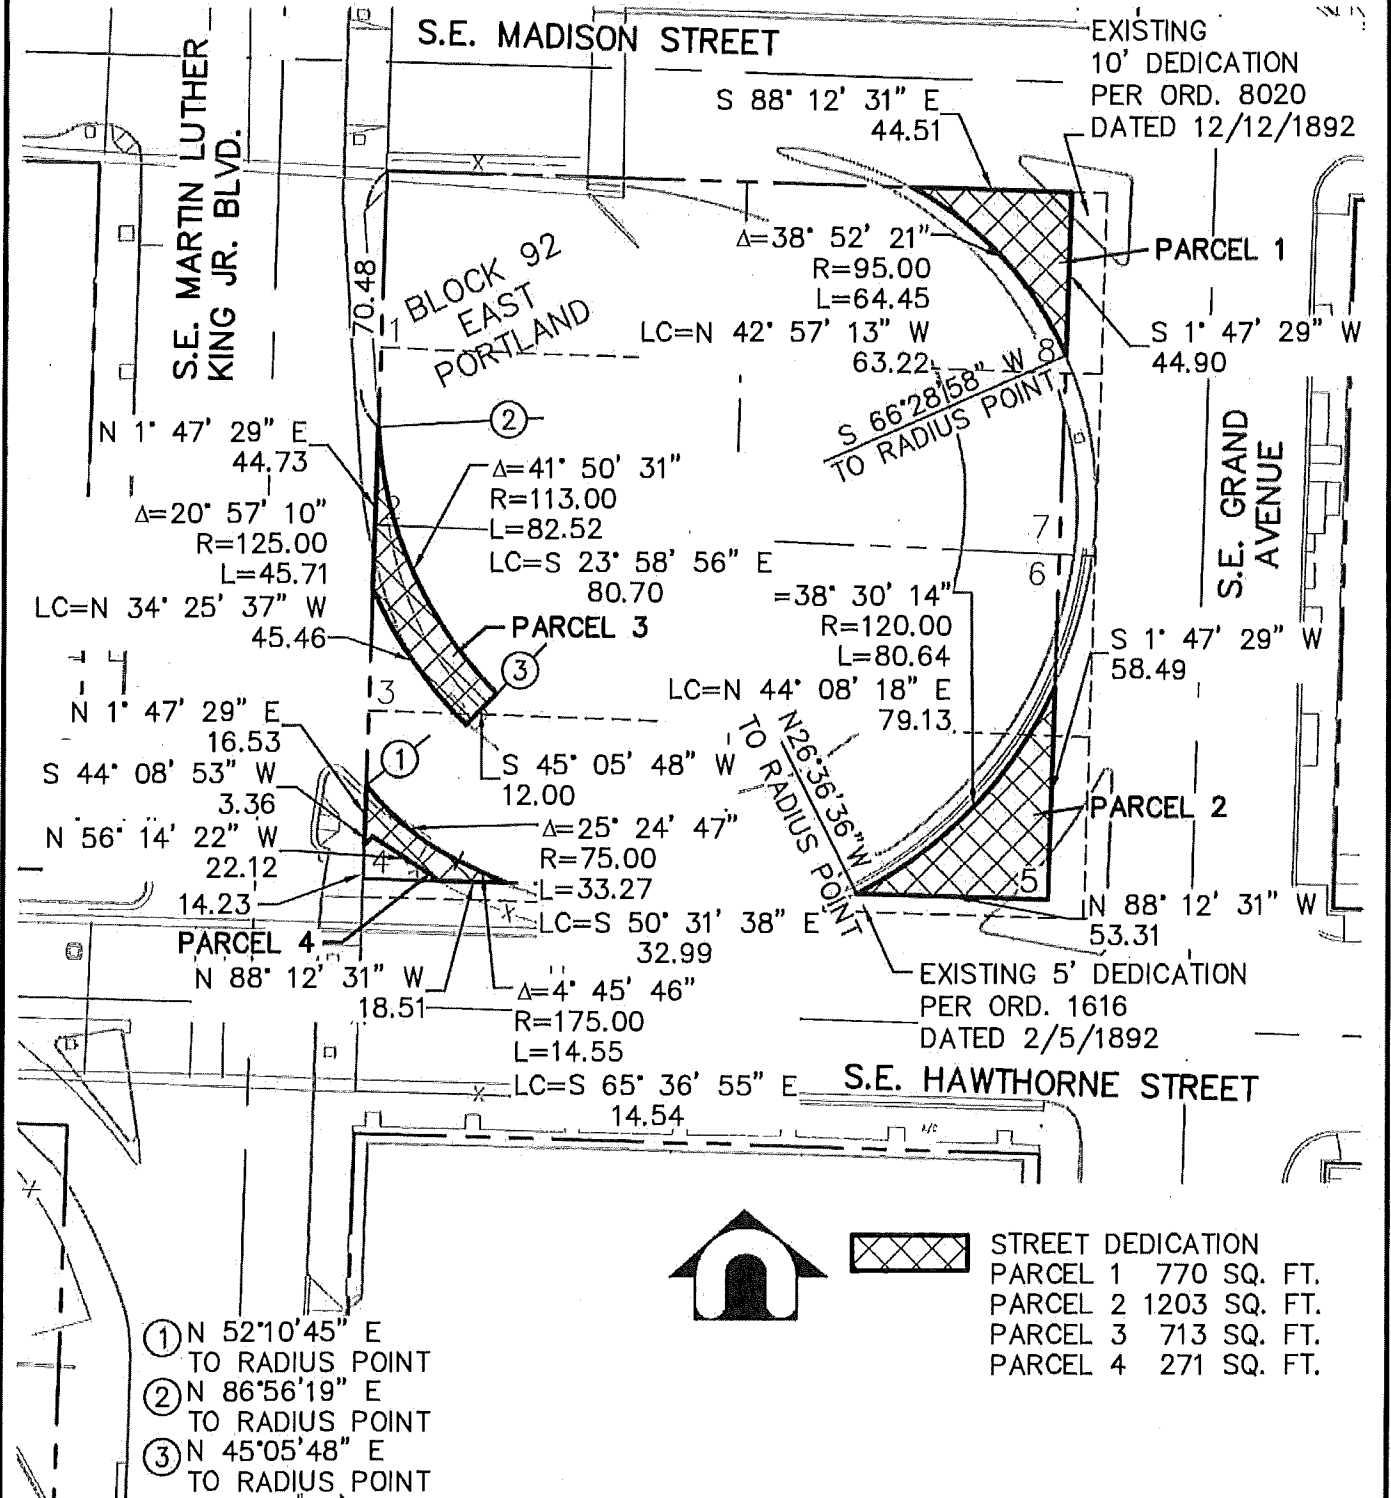 S.E. MADISON STREET
EXISTING
10' DEDICATION
PER ORD. 8020
DATED 12/12/1892
S.E. MARTIN LUTHER
KING JR. BLVD.
S 88° 12' 31" E
44.51
PARCEL 1
Δ=38° 52' 21"
R=95.00
L=64.45
LC=N 42° 57' 13" W
63.22
S 1° 47' 29" W
44.90
70.48
1
BLOCK 92
EAST
PORTLAND
8
S 66°28'58" W
TO RADIUS POINT
N 1° 47' 29" E
44.73
2
Δ=41° 50' 31"
R=113.00
L=82.52
LC=S 23° 58' 56" E
80.70
2
Δ=20° 57' 10"
R=125.00
L=45.71
LC=N 34° 25' 37" W
45.46
PARCEL 3
3
7
6
S.E. GRAND
AVENUE
=38° 30' 14"
R=120.00
L=80.64
LC=N 44° 08' 18" E
79.13
S 1° 47' 29" W
58.49
3
N 1° 47' 29" E
16.53
S 44° 08' 53" W
3.36
N 56° 14' 22" W
22.12
14.23
1
S 45° 05' 48" W
12.00
N26°36'36"W
TO RADIUS POINT
PARCEL 2
4
5
Δ=25° 24' 47"
R=75.00
L=33.27
LC=S 50° 31' 38" E
32.99
N 88° 12' 31" W
53.31
PARCEL 4
N 88° 12' 31" W
18.51
Δ=4° 45' 46"
R=175.00
L=14.55
LC=S 65° 36' 55" E
14.54
EXISTING 5' DEDICATION
PER ORD. 1616
DATED 2/5/1892
S.E. HAWTHORNE STREET
STREET DEDICATION
PARCEL 1 770 SQ. FT.
PARCEL 2 1203 SQ. FT.
PARCEL 3 713 SQ. FT.
PARCEL 4 271 SQ. FT.
1 N 52°10'45" E
TO RADIUS POINT
2 N 86°56'19" E
TO RADIUS POINT
3 N 45°05'48" E
TO RADIUS POINT